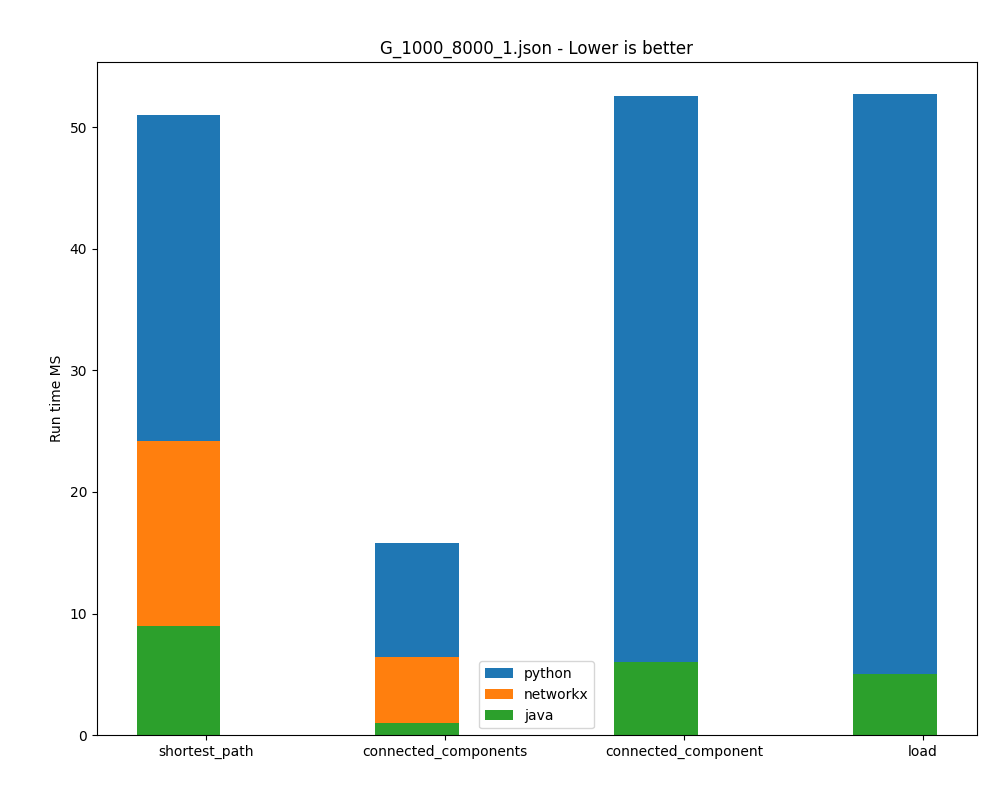 G_1000_8000_1.json - Lower is better
Run time MS
50
40
30
20
10
0
python
networkx
java
shortest_path
connected_components
connected_component
load